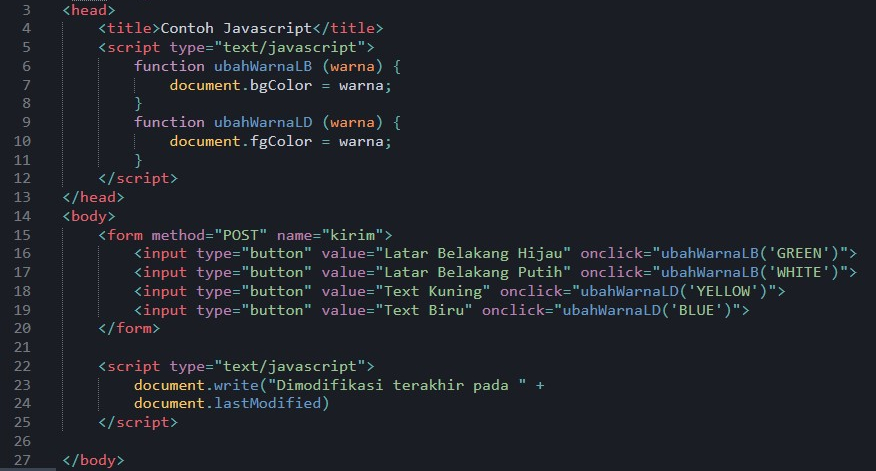 3 <head>
4 <title>Contoh Javascript</title>
5 <script type="text/javascript">
6 function ubahWarnaLB (warna) {
7 document.bgColor = warna;
8 }
9 function ubahWarnaLD (warna) {
10 document.fgColor = warna;
11 }
12 </script>
13 </head>
14 <body>
15 <form method="POST" name="kirim">
16 <input type="button" value="Latar Belakang Hijau" onclick="ubahWarnaLB('GREEN')">
17 <input type="button" value="Latar Belakang Putih" onclick="ubahWarnaLB('WHITE')">
18 <input type="button" value="Text Kuning" onclick="ubahWarnaLD('YELLOW')">
19 <input type="button" value="Text Biru" onclick="ubahWarnaLD('BLUE')">
20 </form>
21
22 <script type="text/javascript">
23 document.write("Dimodifikasi terakhir pada " +
24 document.lastModified)
25 </script>
26
27 </body>